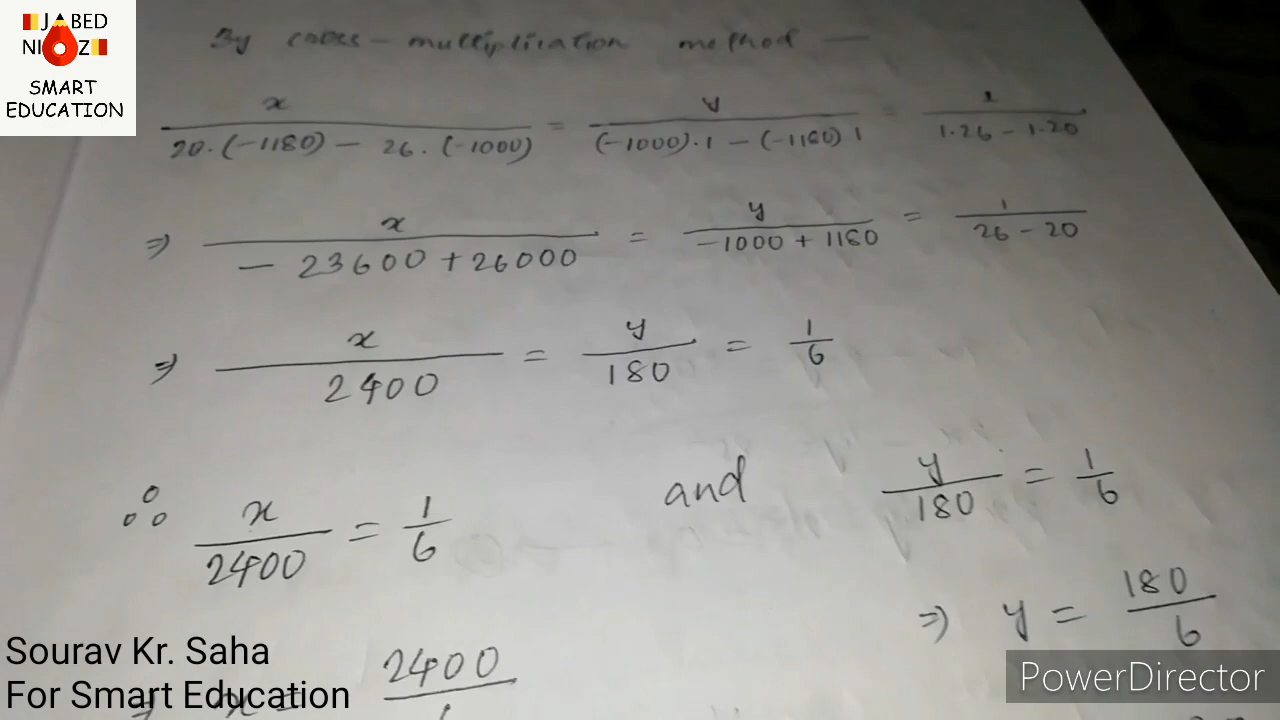 JABED
NIOZ
SMART
EDUCATION
By cross-multiplication method —
x / 20.(-1180) - 26.(-1000) = y / (-1000).1 - (-1180) 1 = 1 / 1.26 - 1.20
⇒ x / - 23600 + 26000 = y / -1000 + 1180 = 1 / 26 - 20
⇒ x / 2400 = y / 180 = 1 / 6
∴ x / 2400 = 1 / 6 and y / 180 = 1 / 6
⇒ y = 180 / 6
⇒ x = 2400
Sourav Kr. Saha
For Smart Education
PowerDirector